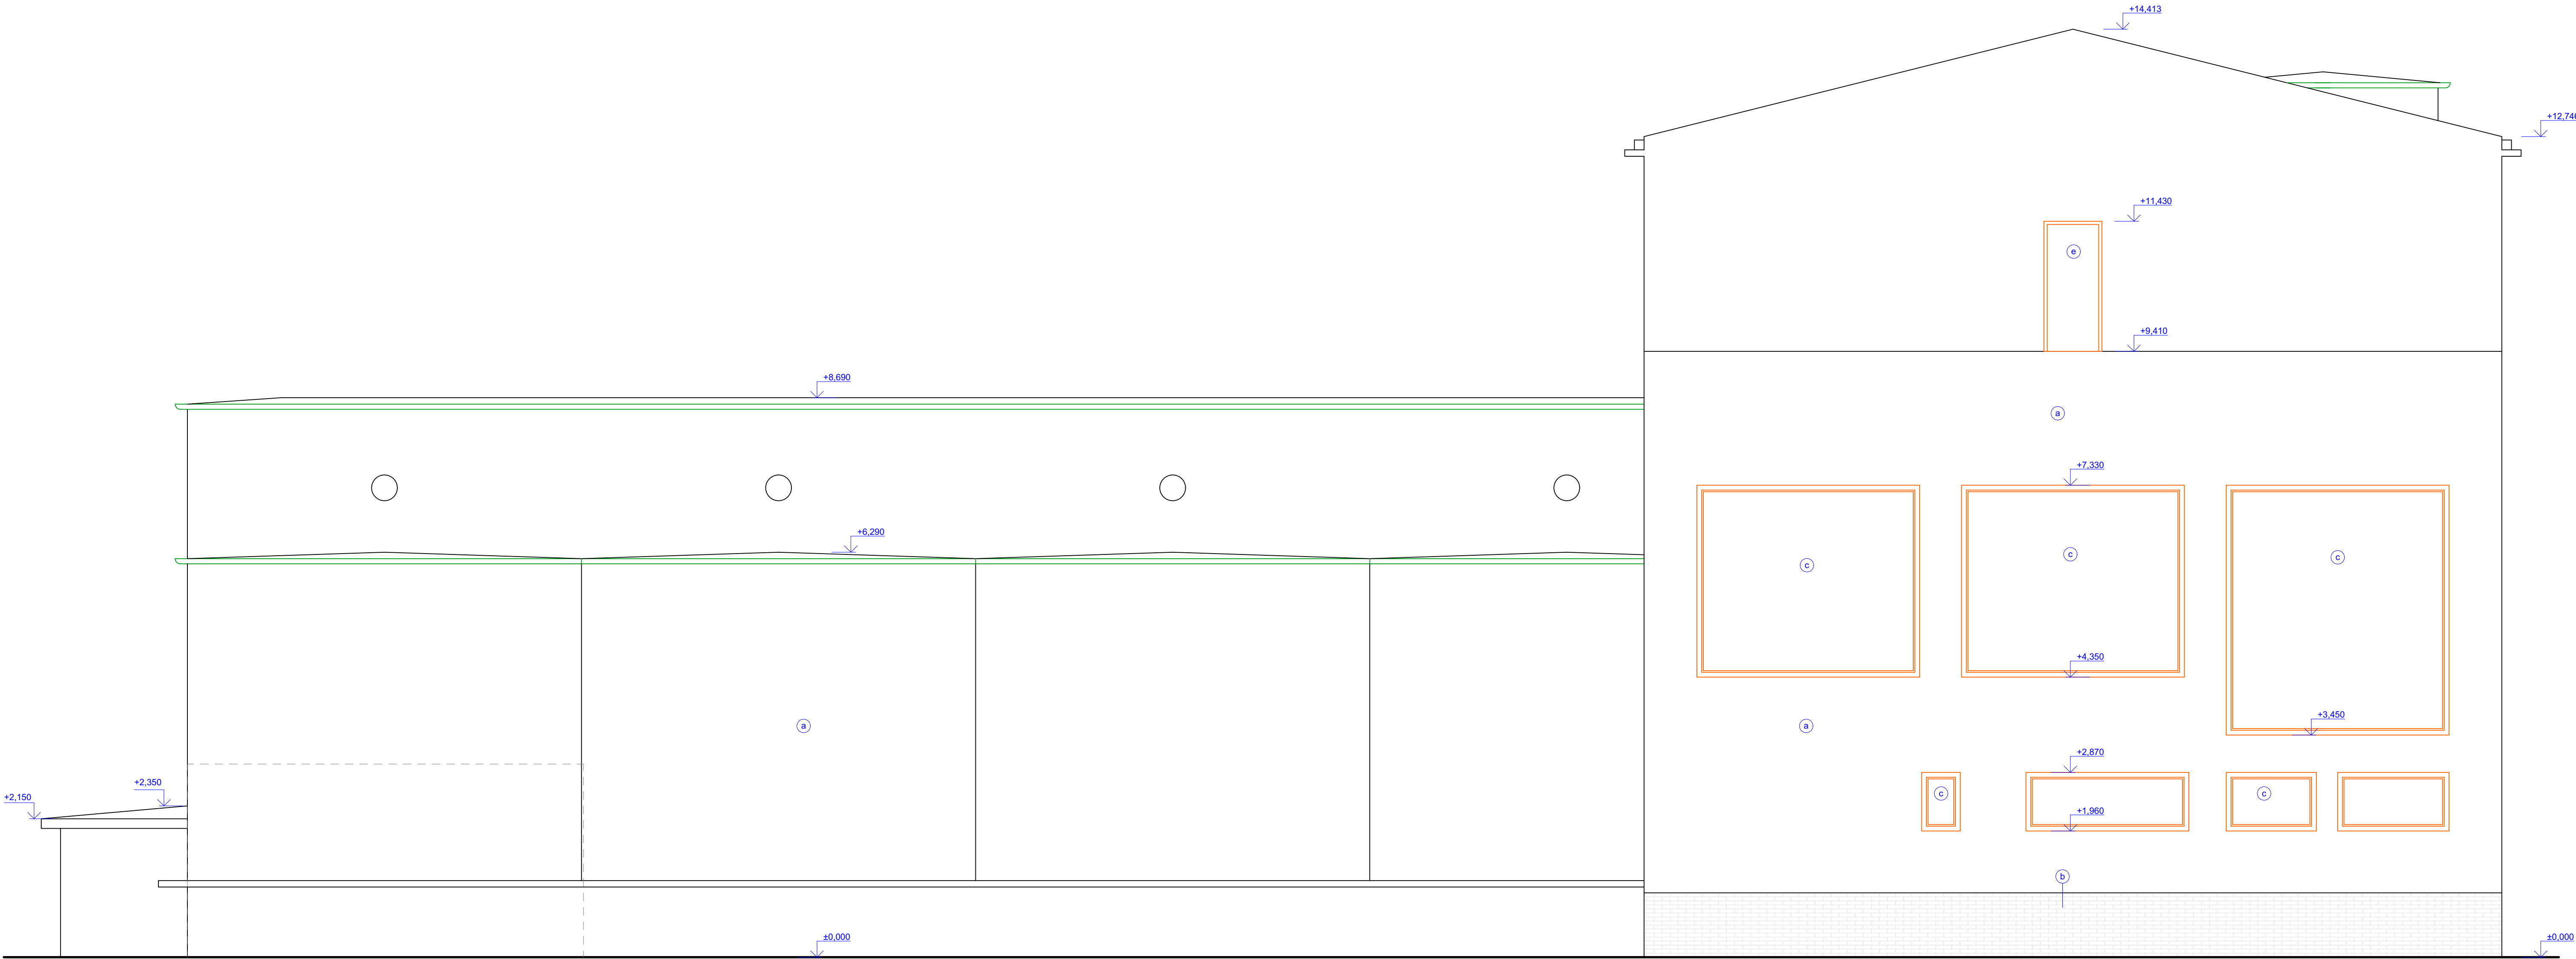 +14,413
+12,746
+11,430
e
+9,410
+8,690
a
+7,330
+6,290
c
c
c
+4,350
+3,450
a
a
+2,870
+2,350
c
c
+2,150
+1,960
b
±0,000
±0,000